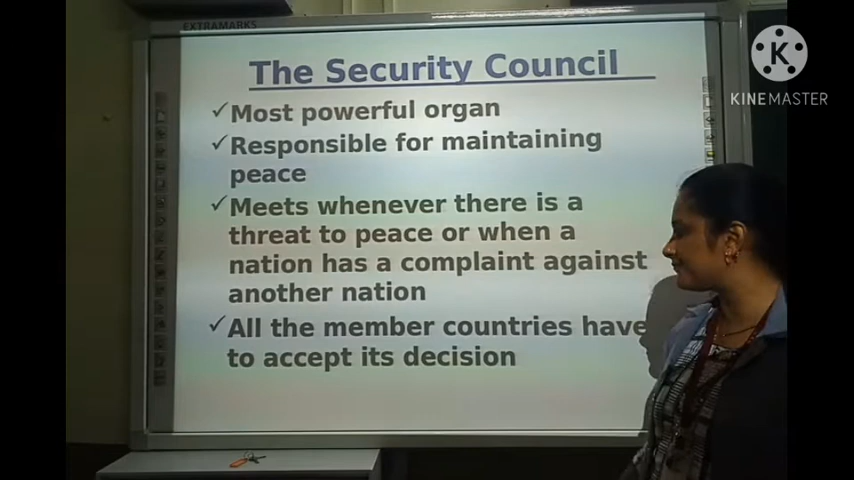 EXTRAMARKS
The Security Council
✓Most powerful organ
✓Responsible for maintaining
peace
✓Meets whenever there is a
threat to peace or when a
nation has a complaint against
another nation
✓All the member countries have
to accept its decision
K
KINEMASTER